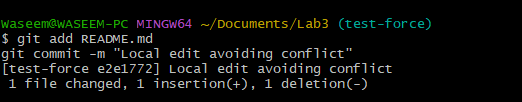 Waseem@WASEEM-PC MINGW64 ~/Documents/Lab3 (test-force)
$ git add README.md
git commit -m "Local edit avoiding conflict"
[test-force e2e1772] Local edit avoiding conflict
 1 file changed, 1 insertion(+), 1 deletion(-)